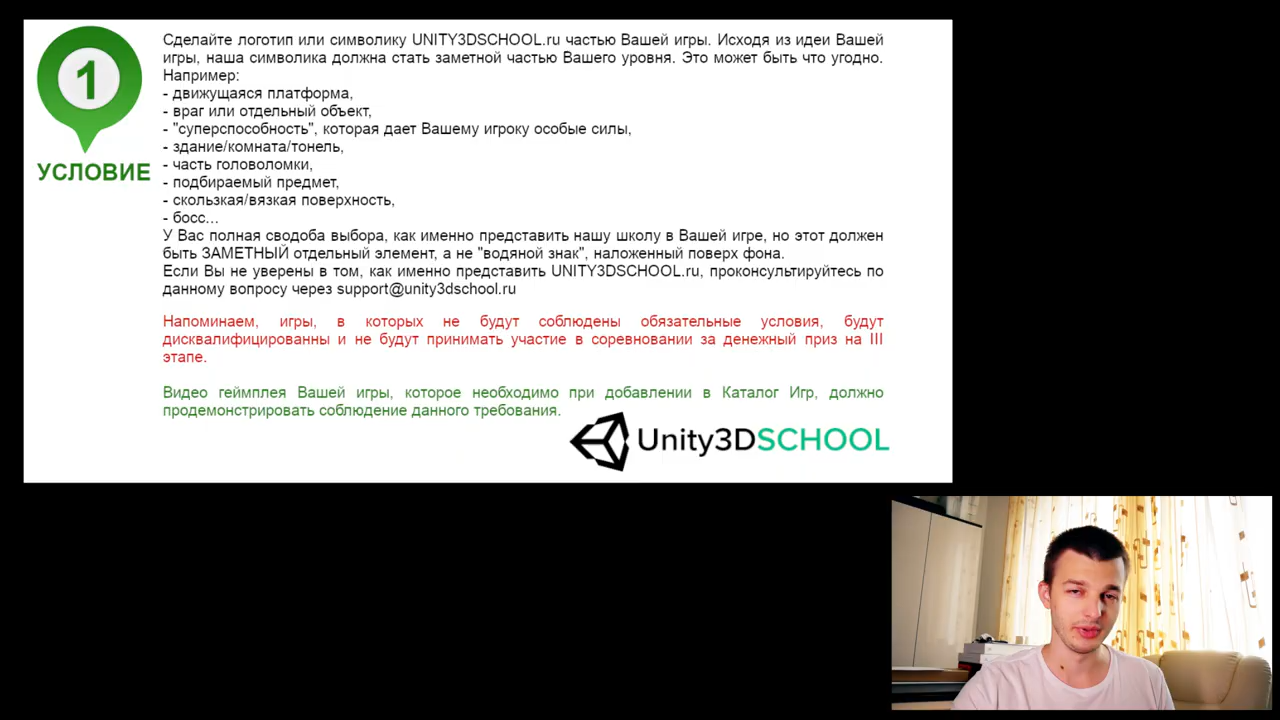 1
УСЛОВИЕ
Сделайте логотип или символику UNITY3DSCHOOL.ru частью Вашей игры. Исходя из идеи Вашей
игры, наша символика должна стать заметной частью Вашего уровня. Это может быть что угодно.
Например:
- движущаяся платформа,
- враг или отдельный объект,
- "суперспособность", которая дает Вашему игроку особые силы,
- здание/комната/тонель,
- часть головоломки,
- подбираемый предмет,
- скользкая/вязкая поверхность,
- босс...
У Вас полная сводоба выбора, как именно представить нашу школу в Вашей игре, но этот должен
быть ЗАМЕТНЫЙ отдельный элемент, а не "водяной знак", наложенный поверх фона.
Если Вы не уверены в том, как именно представить UNITY3DSCHOOL.ru, проконсультируйтесь по
данному вопросу через support@unity3dschool.ru
Напоминаем, игры, в которых не будут соблюдены обязательные условия, будут
дисквалифицированны и не будут принимать участие в соревновании за денежный приз на III
этапе.
Видео геймплея Вашей игры, которое необходимо при добавлении в Каталог Игр, должно
продемонстрировать соблюдение данного требования.
Unity3DSCHOOL